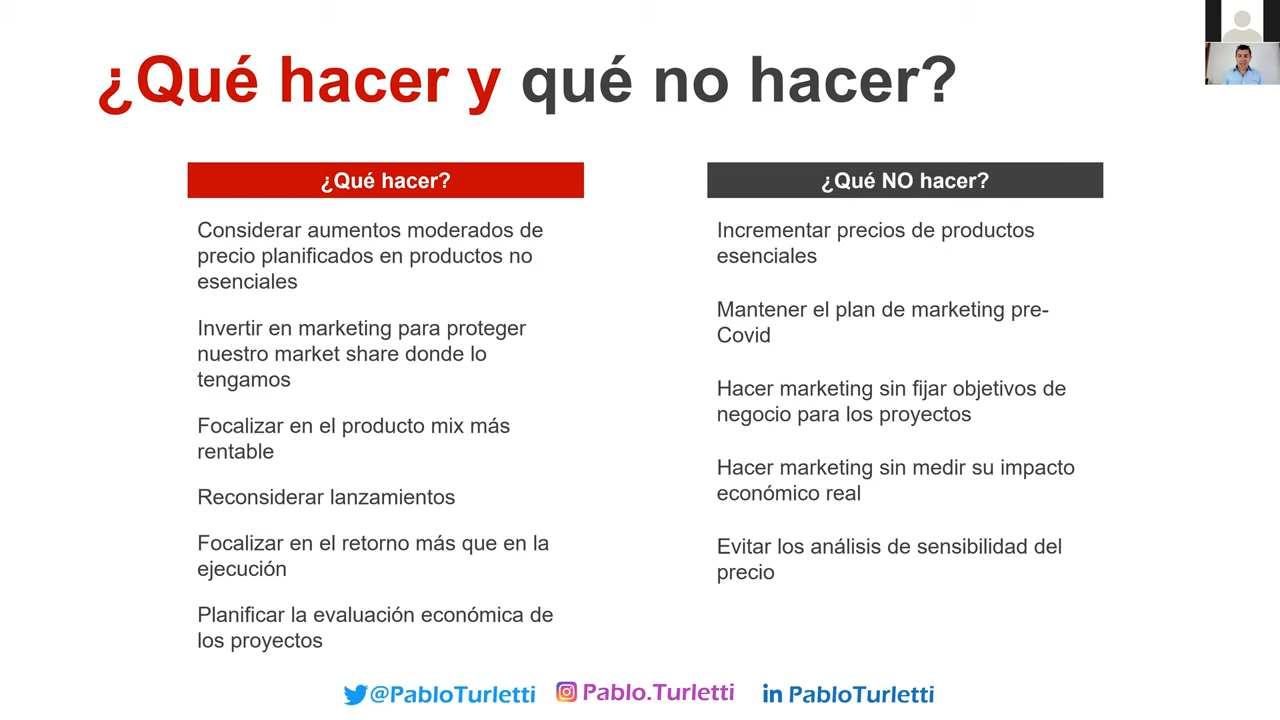 ¿Qué hacer y qué no hacer?
¿Qué hacer?
Considerar aumentos moderados de
precio planificados en productos no
esenciales
Invertir en marketing para proteger
nuestro market share donde lo
tengamos
Focalizar en el producto mix más
rentable
Reconsiderar lanzamientos
Focalizar en el retorno más que en la
ejecución
Planificar la evaluación económica de
los proyectos
¿Qué NO hacer?
Incrementar precios de productos
esenciales
Mantener el plan de marketing pre-
Covid
Hacer marketing sin fijar objetivos de
negocio para los proyectos
Hacer marketing sin medir su impacto
económico real
Evitar los análisis de sensibilidad del
precio
@PabloTurletti
Pablo.Turletti
in PabloTurletti